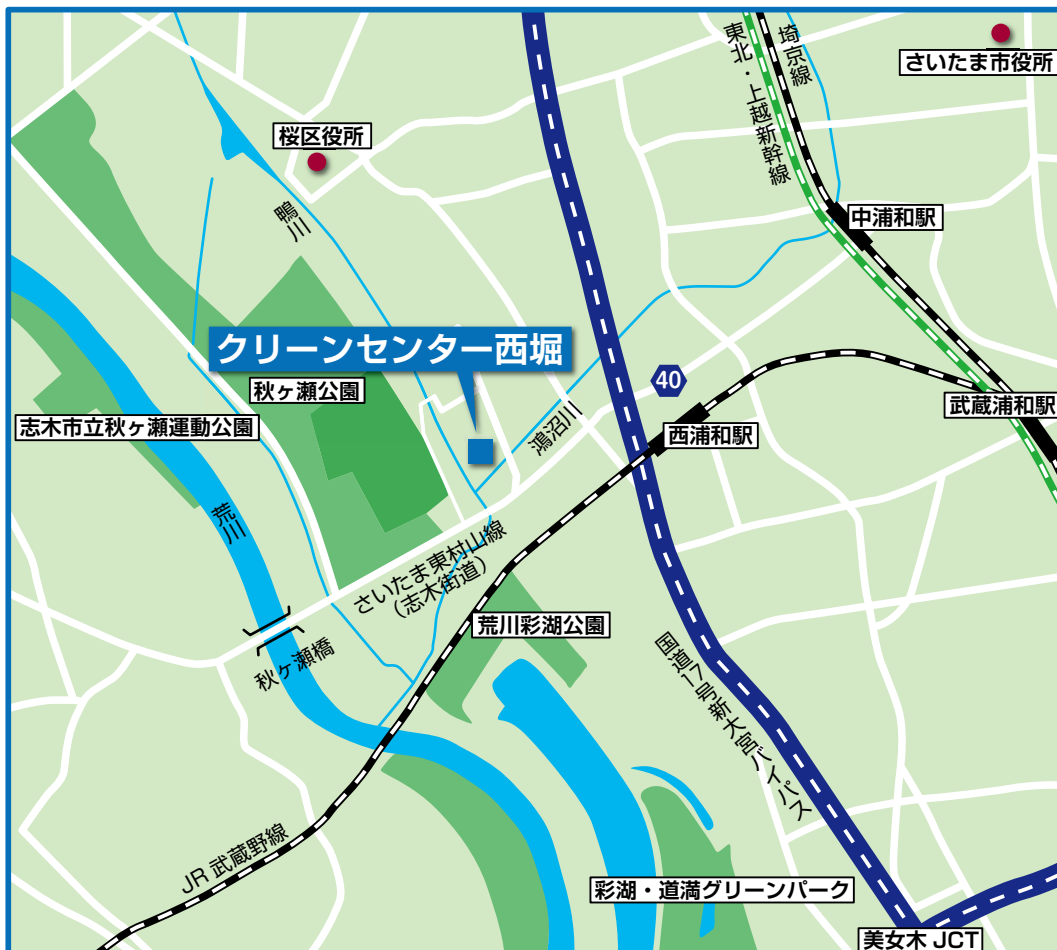 さいたま市役所
埼京線
東北・上越新幹線
桜区役所
鴨川
中浦和駅
クリーンセンター西堀
秋ヶ瀬公園
40
武蔵浦和駅
志木市立秋ヶ瀬運動公園
鴻沼川
西浦和駅
荒川
さいたま東村山線
（志木街道）
荒川彩湖公園
秋ヶ瀬橋
国道17号新大宮バイパス
JR 武蔵野線
彩湖・道満グリーンパーク
美女木 JCT